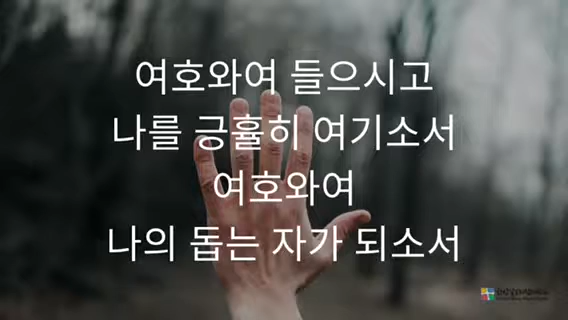 여호와여 들으시고
나를 긍휼히 여기소서
여호와여
나의 돕는 자가 되소서